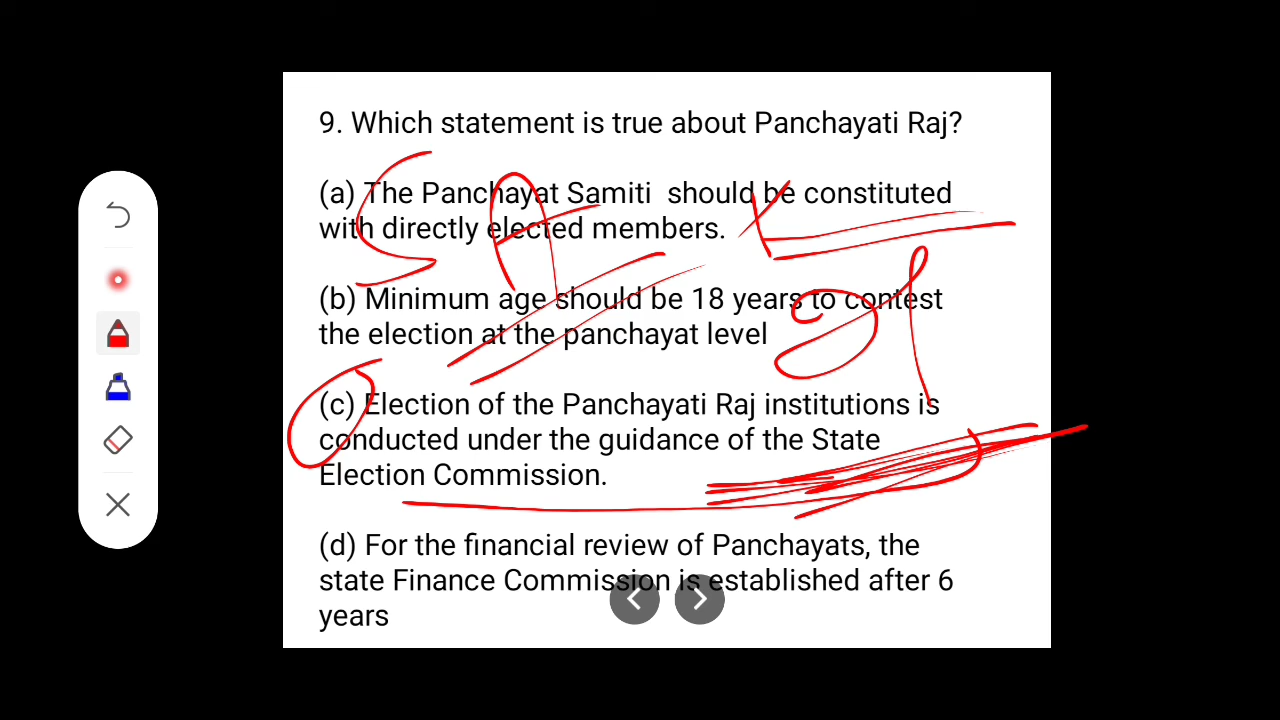 9. Which statement is true about Panchayati Raj?
(a) The Panchayat Samiti should be constituted
with directly elected members.
(b) Minimum age should be 18 years to contest
the election at the panchayat level
(c) Election of the Panchayati Raj institutions is
conducted under the guidance of the State
Election Commission.
(d) For the financial review of Panchayats, the
state Finance Commission is established after 6
years